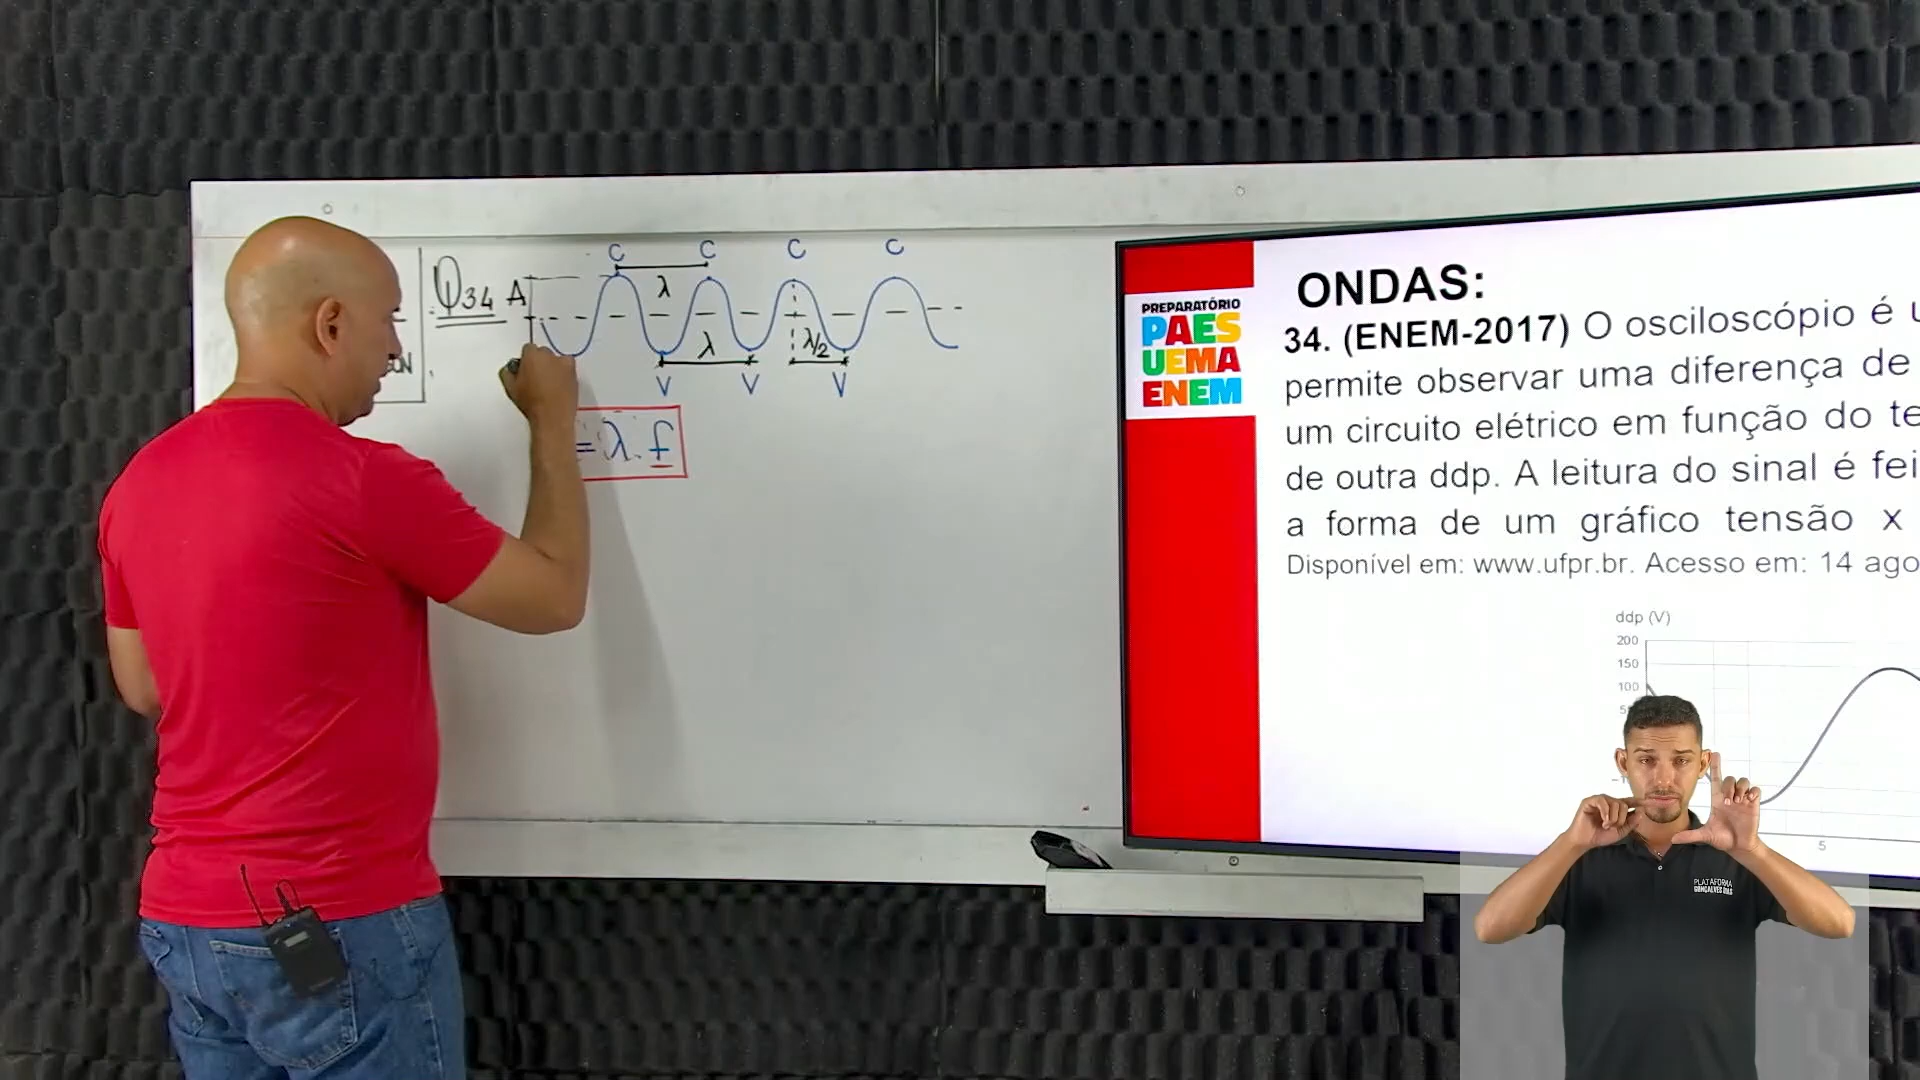 C C C C
Q34 A λ
λ λ/2
V V V
= λ . f
ONDAS:
PREPARATÓRIO
PAES
UEMA
ENEM
34. (ENEM-2017) O osciloscópio é
permite observar uma diferença de
um circuito elétrico em função do te
de outra ddp. A leitura do sinal é fei
a forma de um gráfico tensão x
Disponível em: www.ufpr.br. Acesso em: 14 ago
ddp (V)
200
150
100
5
PLATAFORMA
GONÇALVES DIAS